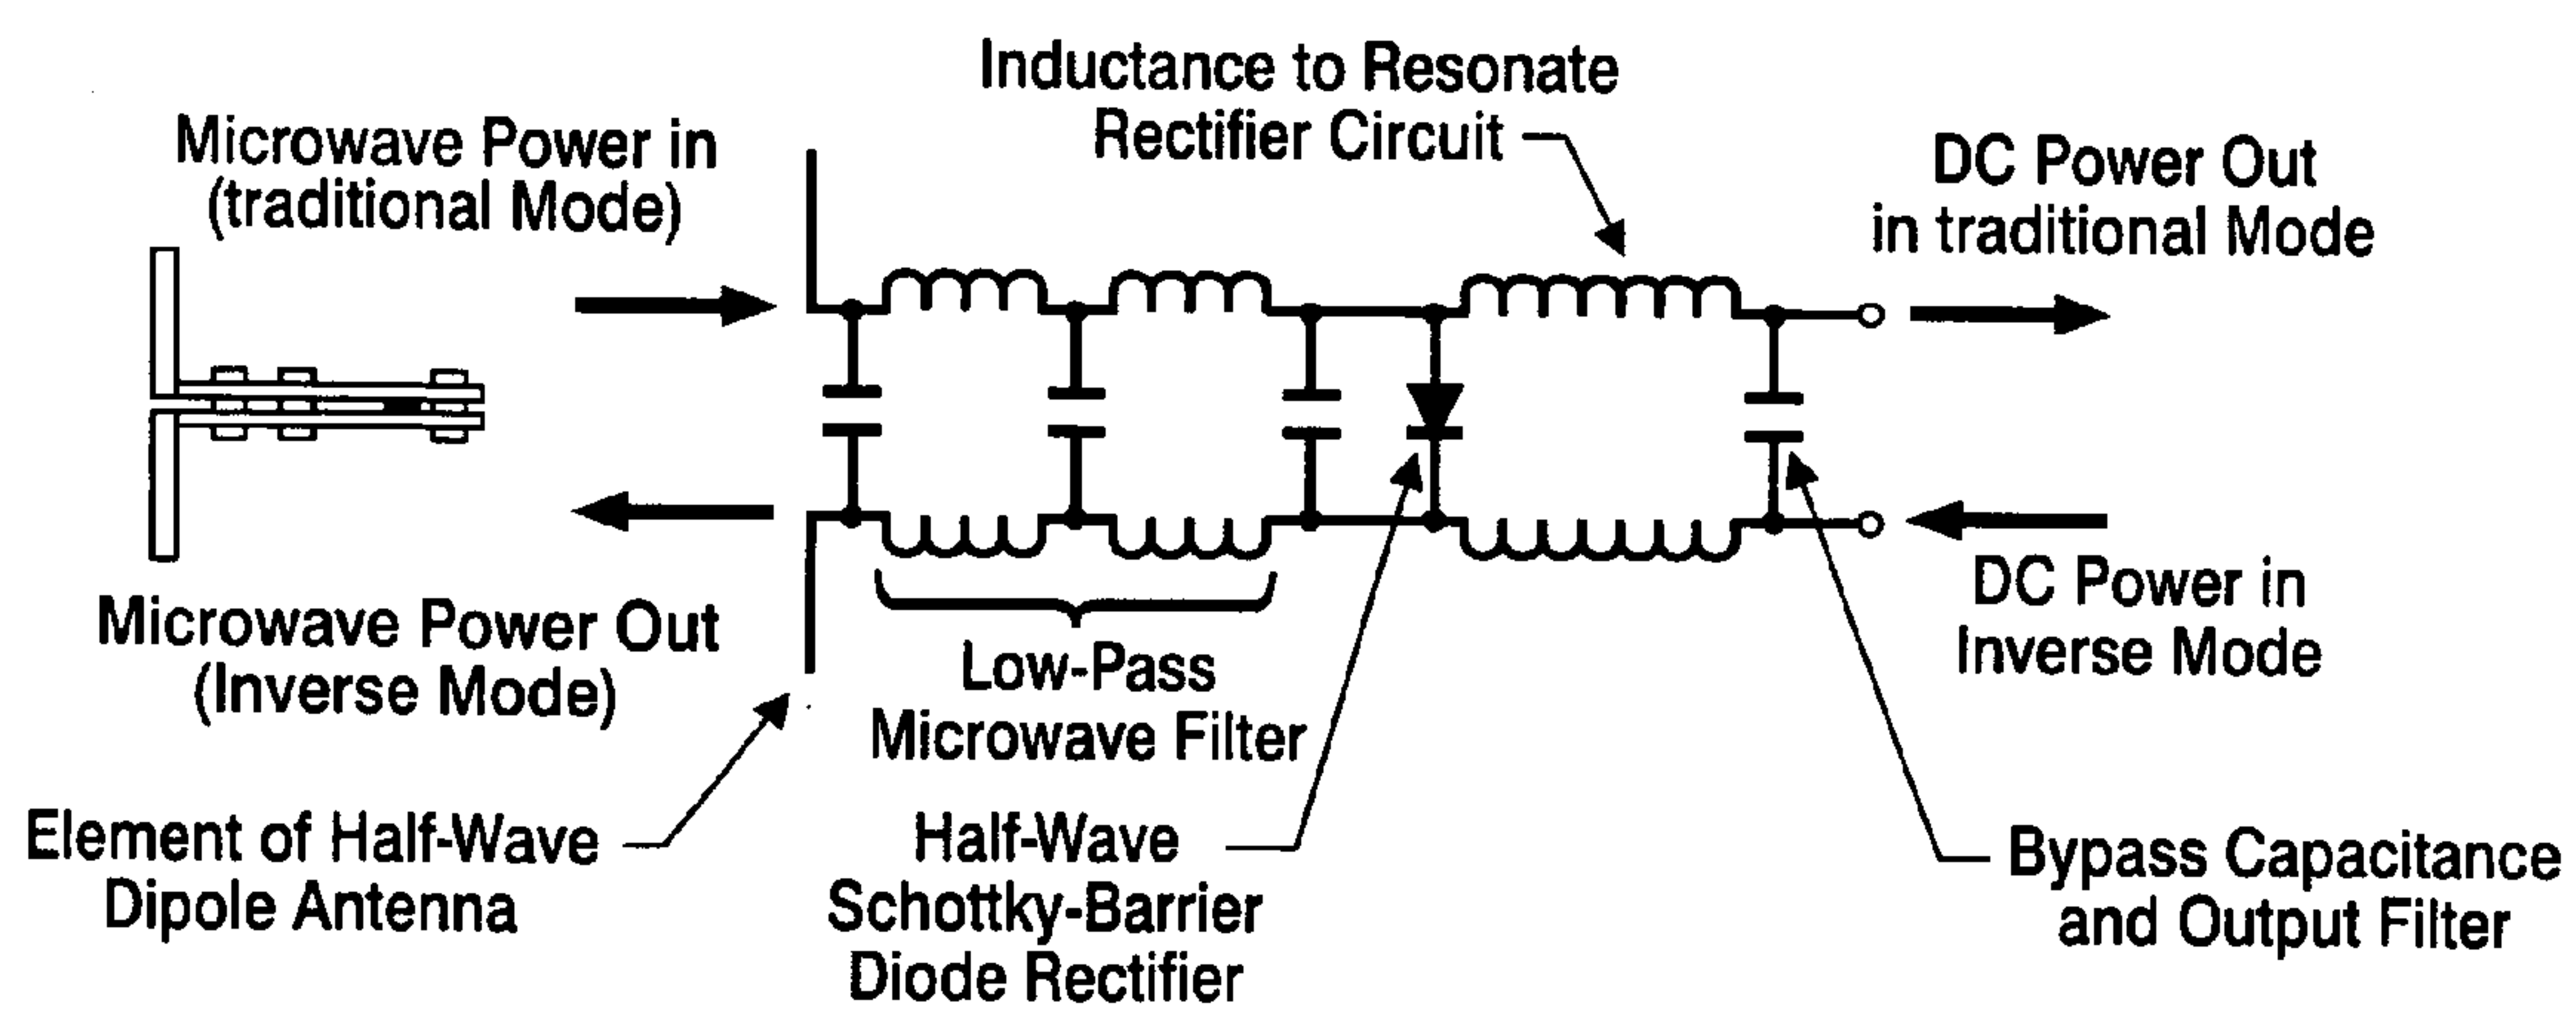 Inductance to Resonate
Rectifier Circuit
Microwave Power in
(traditional Mode)
DC Power Out
in traditional Mode
Microwave Power Out
(Inverse Mode)
DC Power in
Inverse Mode
Low-Pass
Microwave Filter
Element of Half-Wave
Dipole Antenna
Half-Wave
Schottky-Barrier
Diode Rectifier
Bypass Capacitance
and Output Filter